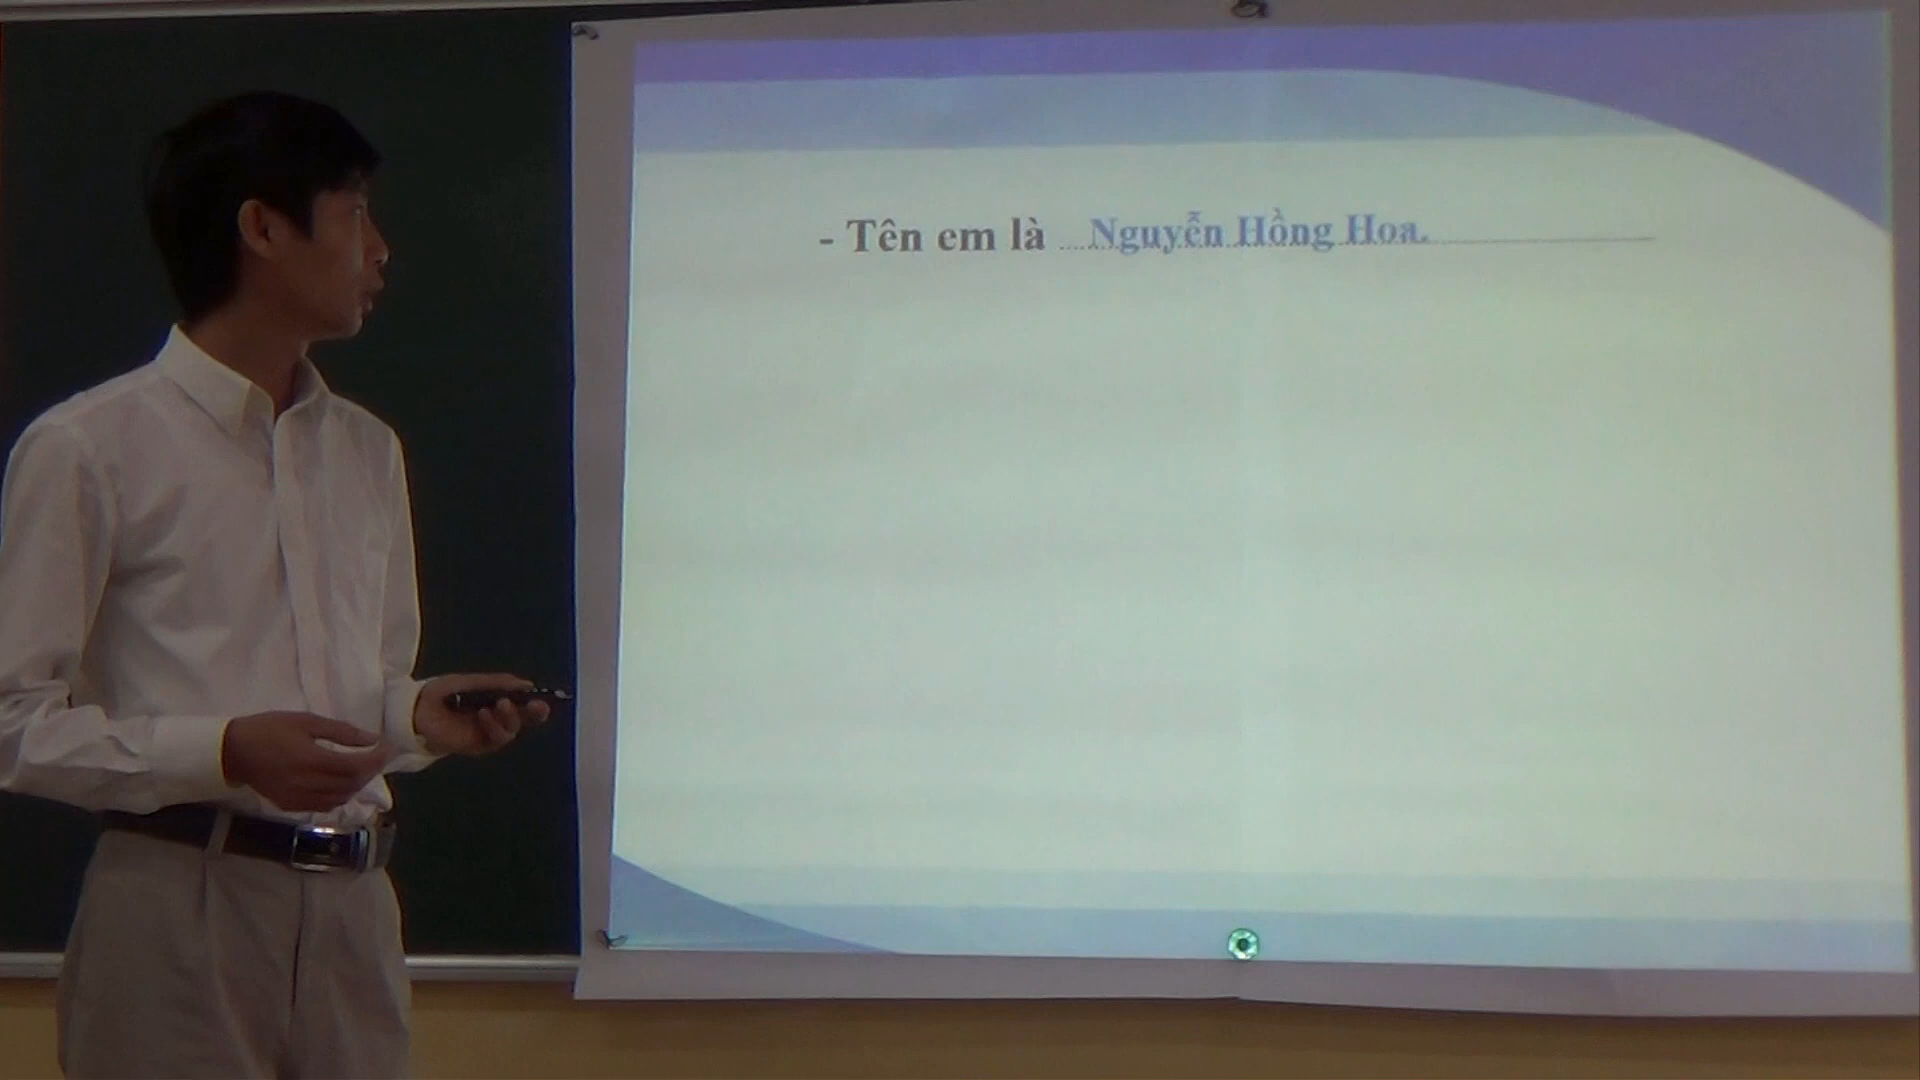 - Tên em là .... Nguyễn Hồng Hoa.